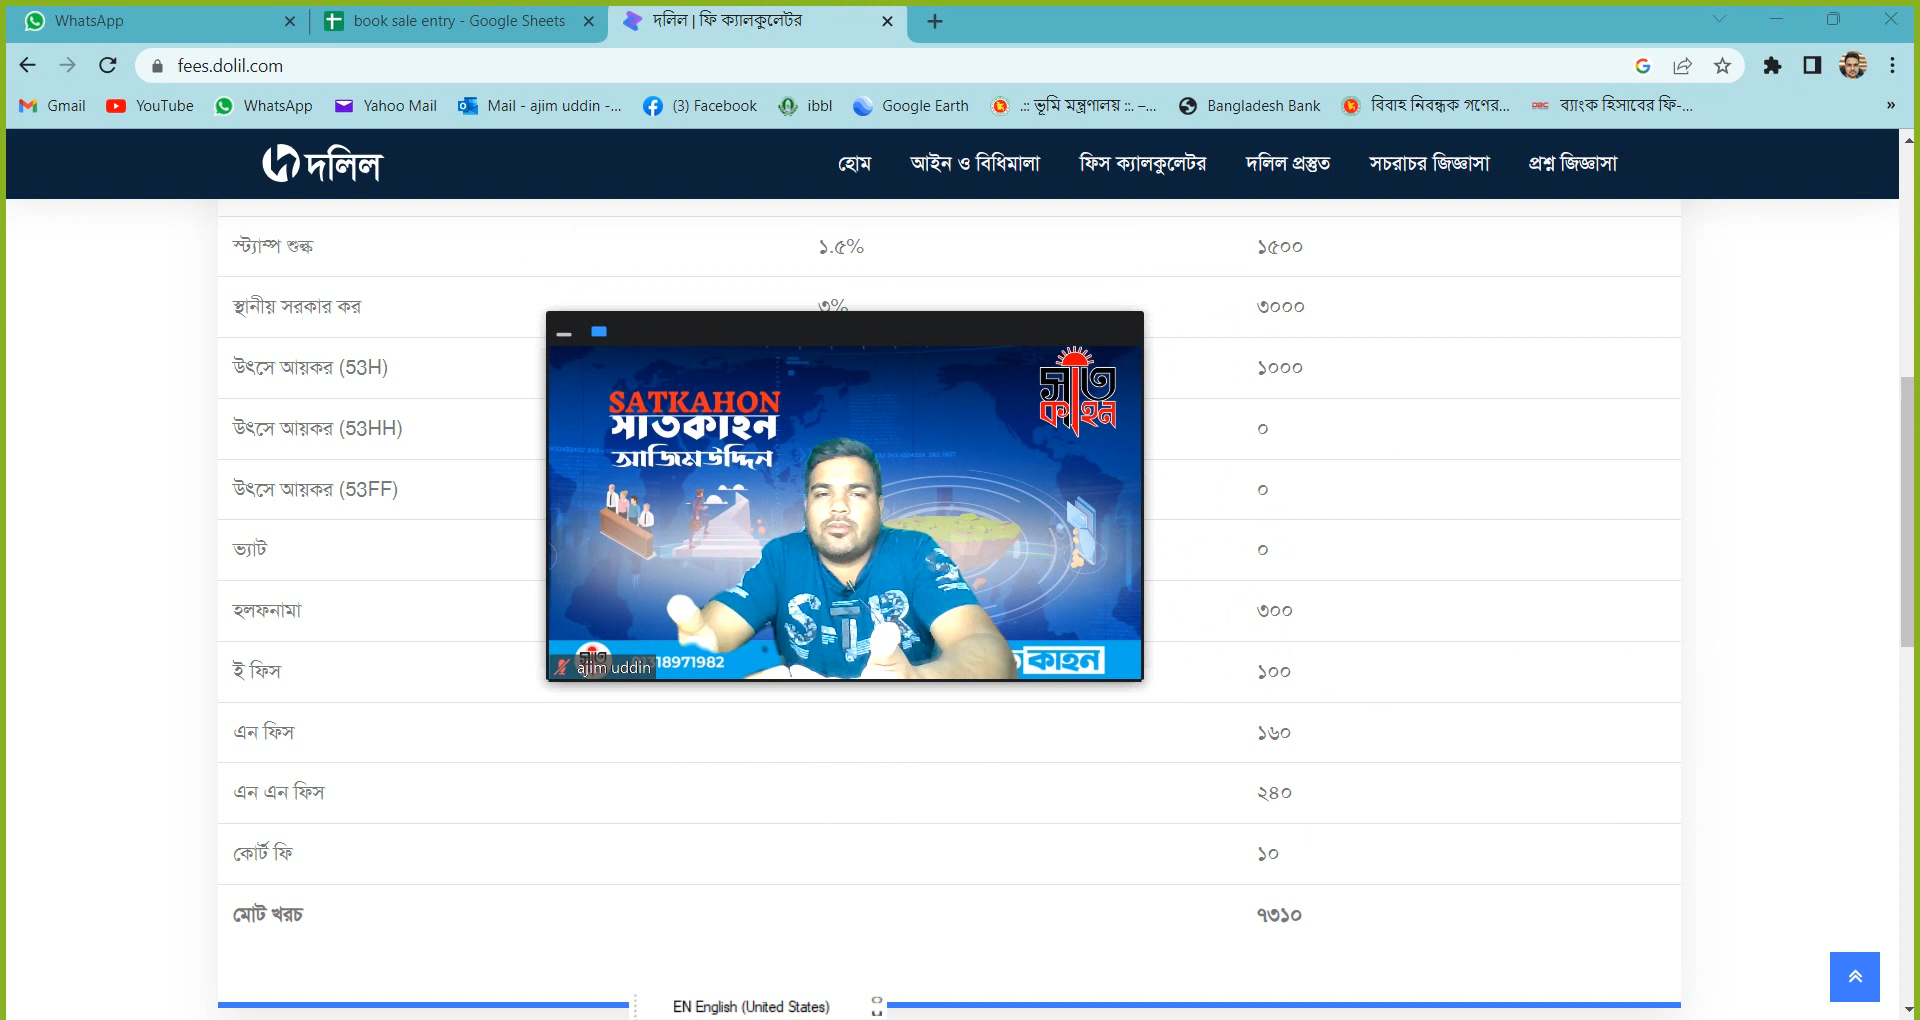 WhatsApp
book sale entry - Google Sheets
দলিল | ফি ক্যালকুলেটর
fees.dolil.com
Gmail
YouTube
WhatsApp
Yahoo Mail
Mail - ajim uddin -...
(3) Facebook
ibbl
Google Earth
.:: ভূমি মন্ত্রণালয় ::. –...
Bangladesh Bank
বিবাহ নিবন্ধক গণের...
ব্যাংক হিসাবের ফি-...
»
দলিল
হোম
আইন ও বিধিমালা
ফিস ক্যালকুলেটর
দলিল প্রস্তুত
সচরাচর জিজ্ঞাসা
প্রশ্ন জিজ্ঞাসা
স্ট্যাম্প শুল্ক ১.৫% ১৫০০
স্থানীয় সরকার কর ৩% ৩০০০
উৎসে আয়কর (53H) ১০০০
উৎসে আয়কর (53HH) ০
উৎসে আয়কর (53FF) ০
ভ্যাট ০
হলফনামা ৩০০
ই ফিস ১০০
এন ফিস ১৬০
এন এন ফিস ২৪০
কোর্ট ফি ১০
মোট খরচ ৭৩১০
SATKAHON
সাতকাহন
আজিমউদ্দিন
সাত
কাহন
STR
18971982
কাহন
ajim uddin
EN English (United States)